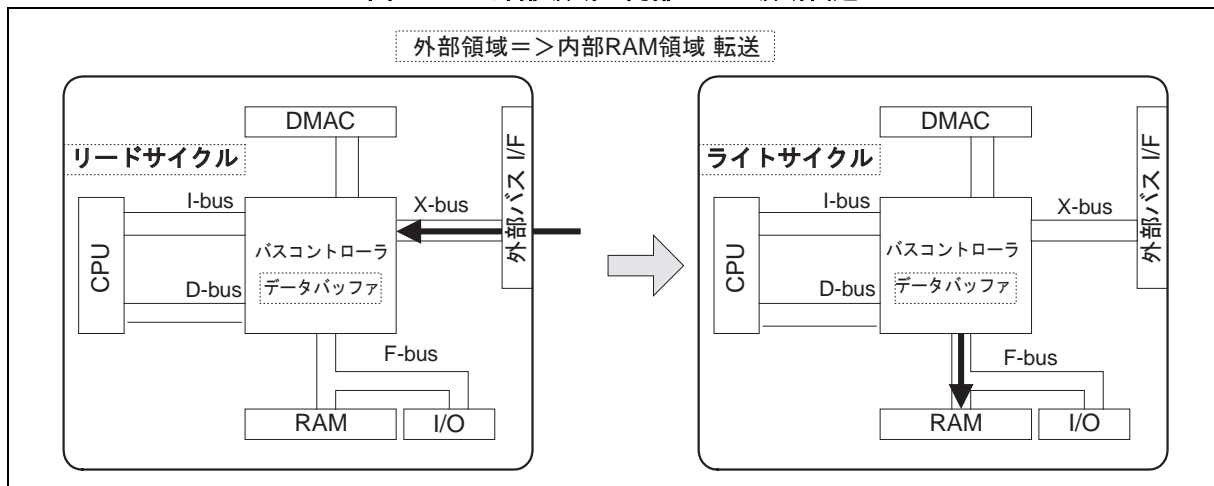 外部領域＝＞内部RAM領域 転送
リードサイクル
DMAC
外部バス I/F
I-bus
X-bus
CPU
バスコントローラ
データバッファ
D-bus
F-bus
RAM
I/O
ライトサイクル
DMAC
外部バス I/F
I-bus
X-bus
CPU
バスコントローラ
データバッファ
D-bus
F-bus
RAM
I/O